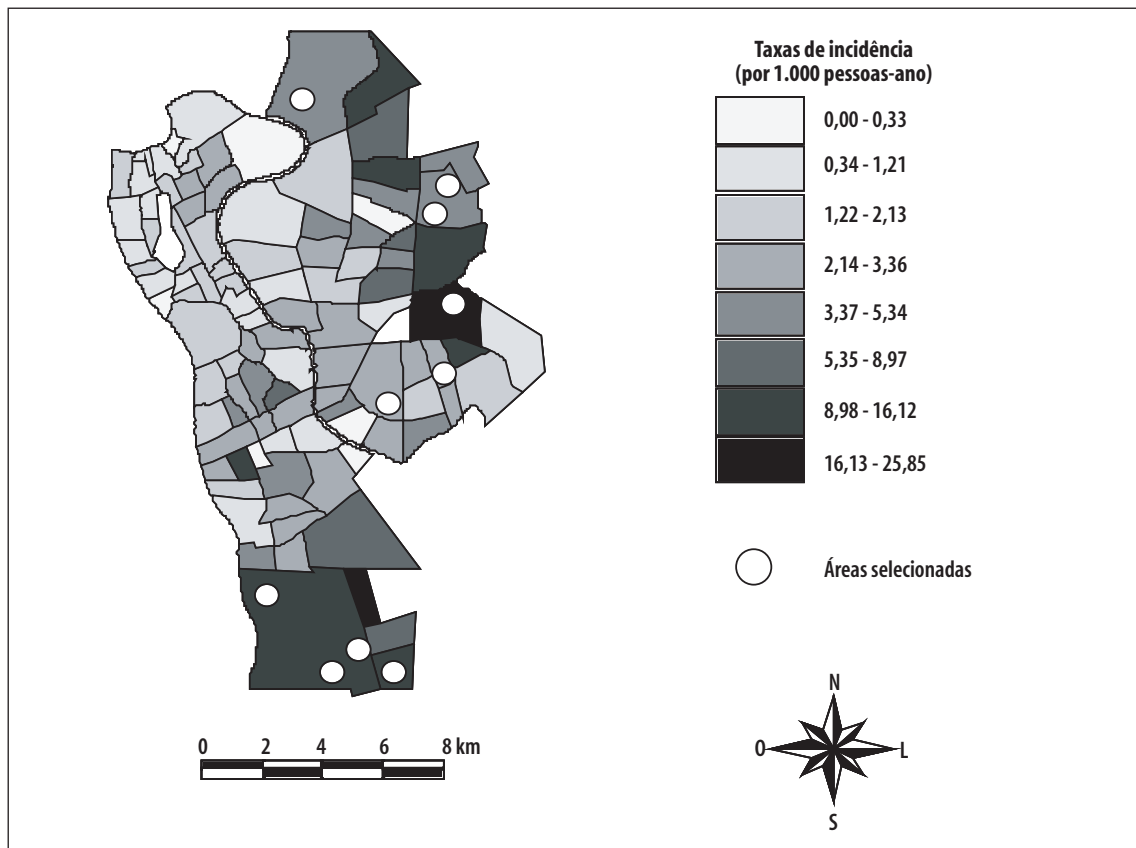 Taxas de incidência
(por 1.000 pessoas-ano)
0,00 - 0,33
0,34 - 1,21
1,22 - 2,13
2,14 - 3,36
3,37 - 5,34
5,35 - 8,97
8,98 - 16,12
16,13 - 25,85
Áreas selecionadas
0 2 4 6 8 km
N
O L
S